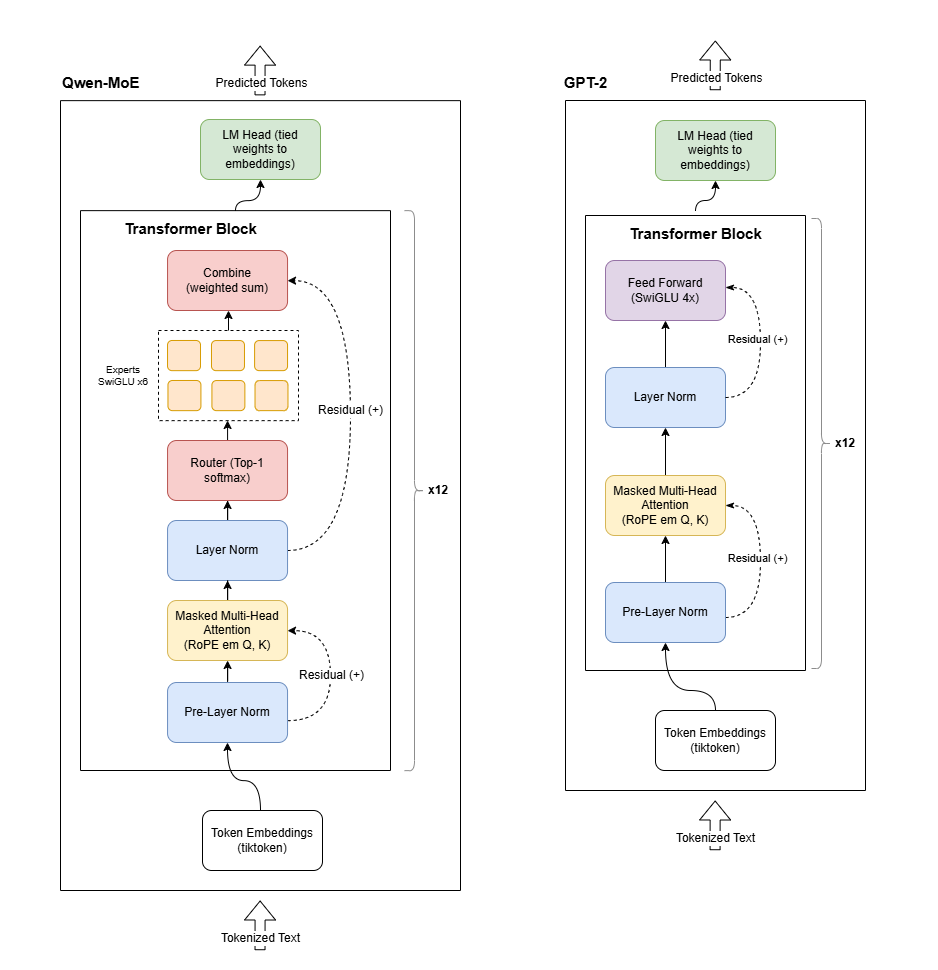 Qwen-MoE
Predicted Tokens
LM Head (tied
weights to
embeddings)
Transformer Block
Combine
(weighted sum)
Experts
SwiGLU x6
Residual (+)
Router (Top-1
softmax)
x12
Layer Norm
Masked Multi-Head
Attention
(RoPE em Q, K)
Residual (+)
Pre-Layer Norm
Token Embeddings
(tiktoken)
Tokenized Text
GPT-2
Predicted Tokens
LM Head (tied
weights to
embeddings)
Transformer Block
Feed Forward
(SwiGLU 4x)
Residual (+)
Layer Norm
x12
Masked Multi-Head
Attention
(RoPE em Q, K)
Residual (+)
Pre-Layer Norm
Token Embeddings
(tiktoken)
Tokenized Text